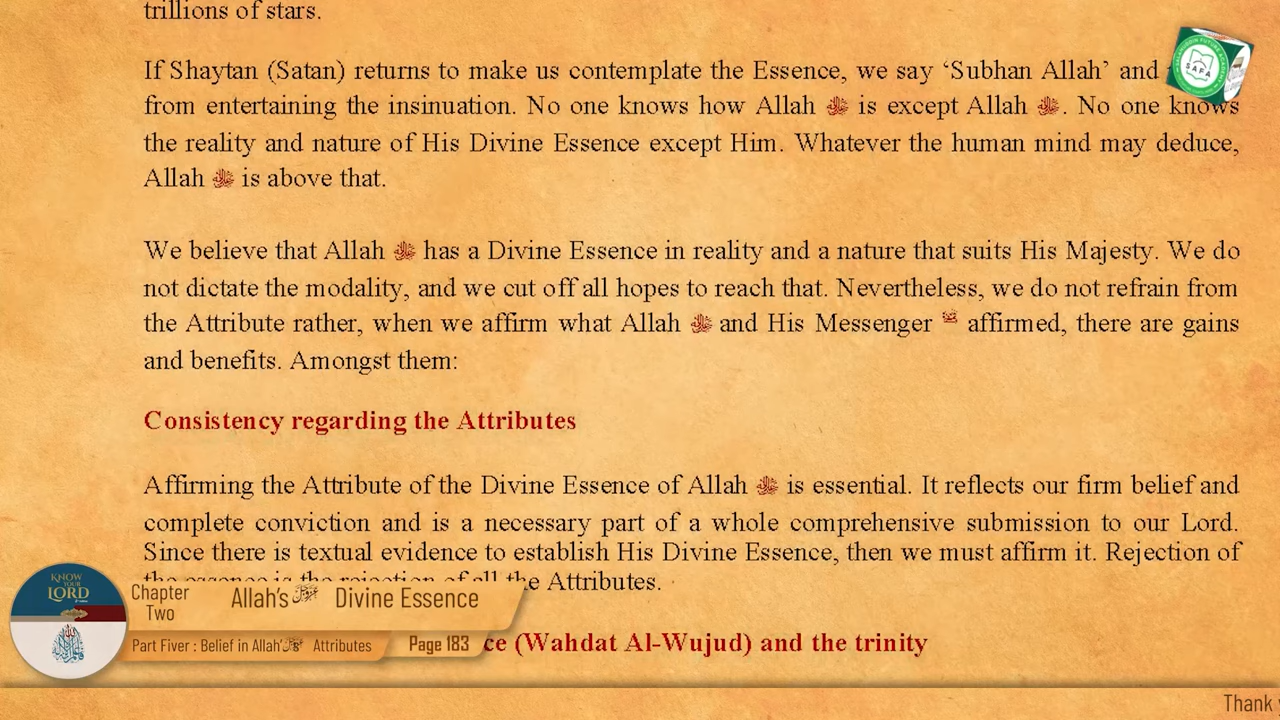 trillions of stars.
If Shaytan (Satan) returns to make us contemplate the Essence, we say ‘Subhan Allah’ and
from entertaining the insinuation. No one knows how Allah ﷻ is except Allah ﷻ. No one knows
the reality and nature of His Divine Essence except Him. Whatever the human mind may deduce,
Allah ﷻ is above that.
We believe that Allah ﷻ has a Divine Essence in reality and a nature that suits His Majesty. We do
not dictate the modality, and we cut off all hopes to reach that. Nevertheless, we do not refrain from
the Attribute rather, when we affirm what Allah ﷻ and His Messenger ﷺ affirmed, there are gains
and benefits. Amongst them:
Consistency regarding the Attributes
Affirming the Attribute of the Divine Essence of Allah ﷻ is essential. It reflects our firm belief and
complete conviction and is a necessary part of a whole comprehensive submission to our Lord.
Since there is textual evidence to establish His Divine Essence, then we must affirm it. Rejection of
the essence is the rejection of all the Attributes.
ce (Wahdat Al-Wujud) and the trinity
KNOW
YOUR
LORD
Chapter
Two
Allah's Divine Essence
Part Fiver : Belief in Allah's Attributes
Page 183
SAFA
Thank